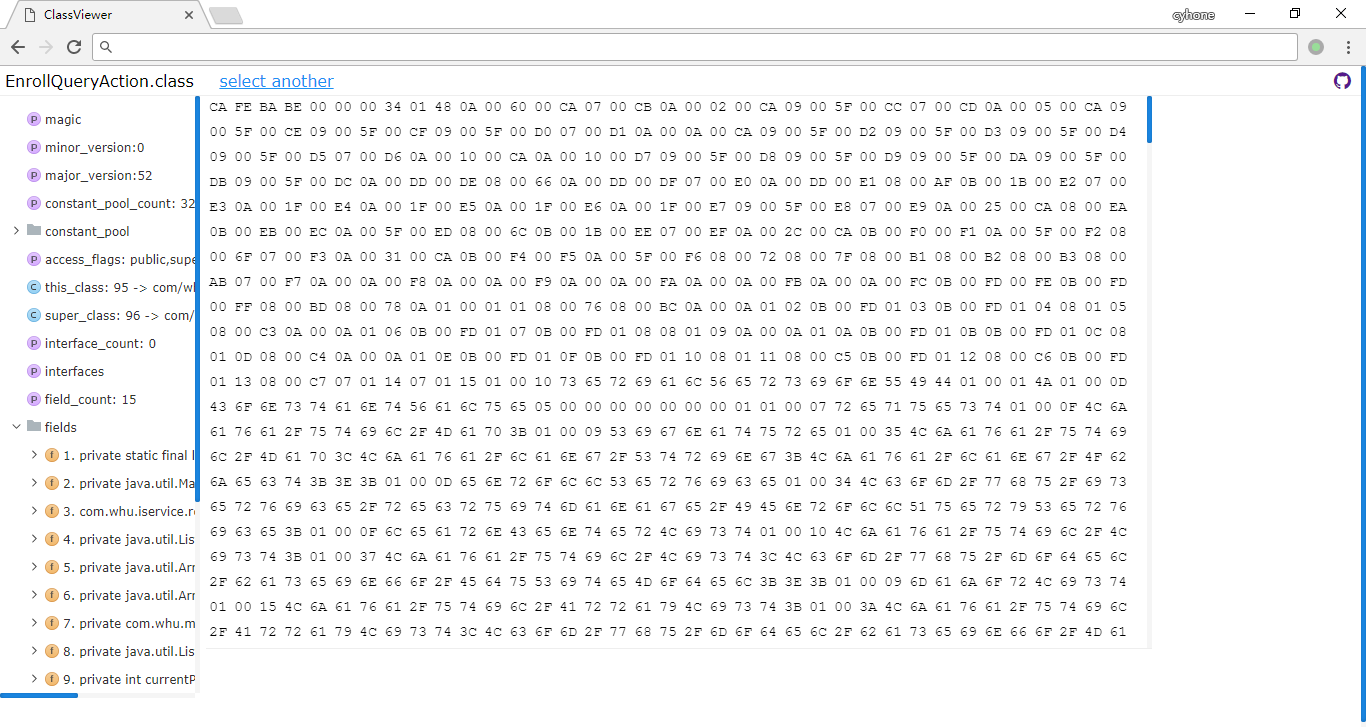 ClassViewer
cyhone
EnrollQueryAction.class
select another
P magic
P minor_version:0
P major_version:52
P constant_pool_count: 32
constant_pool
P access_flags: public,supe
C this_class: 95 -> com/wl
C super_class: 96 -> com/
P interface_count: 0
P interfaces
P field_count: 15
fields
f 1. private static final l
f 2. private java.util.Ma
f 3. com.whu.iservice.re
f 4. private java.util.Lis
f 5. private java.util.Arr
f 6. private java.util.Arr
f 7. private com.whu.m
f 8. private java.util.Lis
f 9. private int currentP
CA FE BA BE 00 00 00 34 01 48 0A 00 60 00 CA 07 00 CB 0A 00 02 00 CA 09 00 5F 00 CC 07 00 CD 0A 00 05 00 CA 09
00 5F 00 CE 09 00 5F 00 CF 09 00 5F 00 D0 07 00 D1 0A 00 0A 00 CA 09 00 5F 00 D2 09 00 5F 00 D3 09 00 5F 00 D4
09 00 5F 00 D5 07 00 D6 0A 00 10 00 CA 0A 00 10 00 D7 09 00 5F 00 D8 09 00 5F 00 D9 09 00 5F 00 DA 09 00 5F 00
DB 09 00 5F 00 DC 0A 00 DD 00 DE 08 00 66 0A 00 DD 00 DF 07 00 E0 0A 00 DD 00 E1 08 00 AF 0B 00 1B 00 E2 07 00
E3 0A 00 1F 00 E4 0A 00 1F 00 E5 0A 00 1F 00 E6 0A 00 1F 00 E7 09 00 5F 00 E8 07 00 E9 0A 00 25 00 CA 08 00 EA
0B 00 EB 00 EC 0A 00 5F 00 ED 08 00 6C 0B 00 1B 00 EE 07 00 EF 0A 00 2C 00 CA 0B 00 F0 00 F1 0A 00 5F 00 F2 08
00 6F 07 00 F3 0A 00 31 00 CA 0B 00 F4 00 F5 0A 00 5F 00 F6 08 00 72 08 00 7F 08 00 B1 08 00 B2 08 00 B3 08 00
AB 07 00 F7 0A 00 0A 00 F8 0A 00 0A 00 F9 0A 00 0A 00 FA 0A 00 0A 00 FB 0A 00 0A 00 FC 0B 00 FD 00 FE 0B 00 FD
00 FF 08 00 BD 08 00 78 0A 01 00 01 01 08 00 76 08 00 BC 0A 00 0A 01 02 0B 00 FD 01 03 0B 00 FD 01 04 08 01 05
08 00 C3 0A 00 0A 01 06 0B 00 FD 01 07 0B 00 FD 01 08 08 01 09 0A 00 0A 01 0A 0B 00 FD 01 0B 0B 00 FD 01 0C 08
01 0D 08 00 C4 0A 00 0A 01 0E 0B 00 FD 01 0F 0B 00 FD 01 10 08 01 11 08 00 C5 0B 00 FD 01 12 08 00 C6 0B 00 FD
01 13 08 00 C7 07 01 14 07 01 15 01 00 10 73 65 72 69 61 6C 56 65 72 73 69 6F 6E 55 49 44 01 00 01 4A 01 00 0D
43 6F 6E 73 74 61 6E 74 56 61 6C 75 65 05 00 00 00 00 00 00 00 01 01 00 07 72 65 71 75 65 73 74 01 00 0F 4C 6A
61 76 61 2F 75 74 69 6C 2F 4D 61 70 3B 01 00 09 53 69 67 6E 61 74 75 72 65 01 00 35 4C 6A 61 76 61 2F 75 74 69
6C 2F 4D 61 70 3C 4C 6A 61 76 61 2F 6C 61 6E 67 2F 53 74 72 69 6E 67 3B 4C 6A 61 76 61 2F 6C 61 6E 67 2F 4F 62
6A 65 63 74 3B 3E 3B 01 00 0D 65 6E 72 6F 6C 6C 53 65 72 76 69 63 65 01 00 34 4C 63 6F 6D 2F 77 68 75 2F 69 73
65 72 76 69 63 65 2F 72 65 63 72 75 69 74 6D 61 6E 61 67 65 2F 49 45 6E 72 6F 6C 6C 51 75 65 72 79 53 65 72 76
69 63 65 3B 01 00 0F 6C 65 61 72 6E 43 65 6E 74 65 72 4C 69 73 74 01 00 10 4C 6A 61 76 61 2F 75 74 69 6C 2F 4C
69 73 74 3B 01 00 37 4C 6A 61 76 61 2F 75 74 69 6C 2F 4C 69 73 74 3C 4C 63 6F 6D 2F 77 68 75 2F 6D 6F 64 65 6C
2F 62 61 73 65 69 6E 66 6F 2F 45 64 75 53 69 74 65 4D 6F 64 65 6C 3B 3E 3B 01 00 09 6D 61 6A 6F 72 4C 69 73 74
01 00 15 4C 6A 61 76 61 2F 75 74 69 6C 2F 41 72 72 61 79 4C 69 73 74 3B 01 00 3A 4C 6A 61 76 61 2F 75 74 69 6C
2F 41 72 72 61 79 4C 69 73 74 3C 4C 63 6F 6D 2F 77 68 75 2F 6D 6F 64 65 6C 2F 62 61 73 65 69 6E 66 6F 2F 4D 61